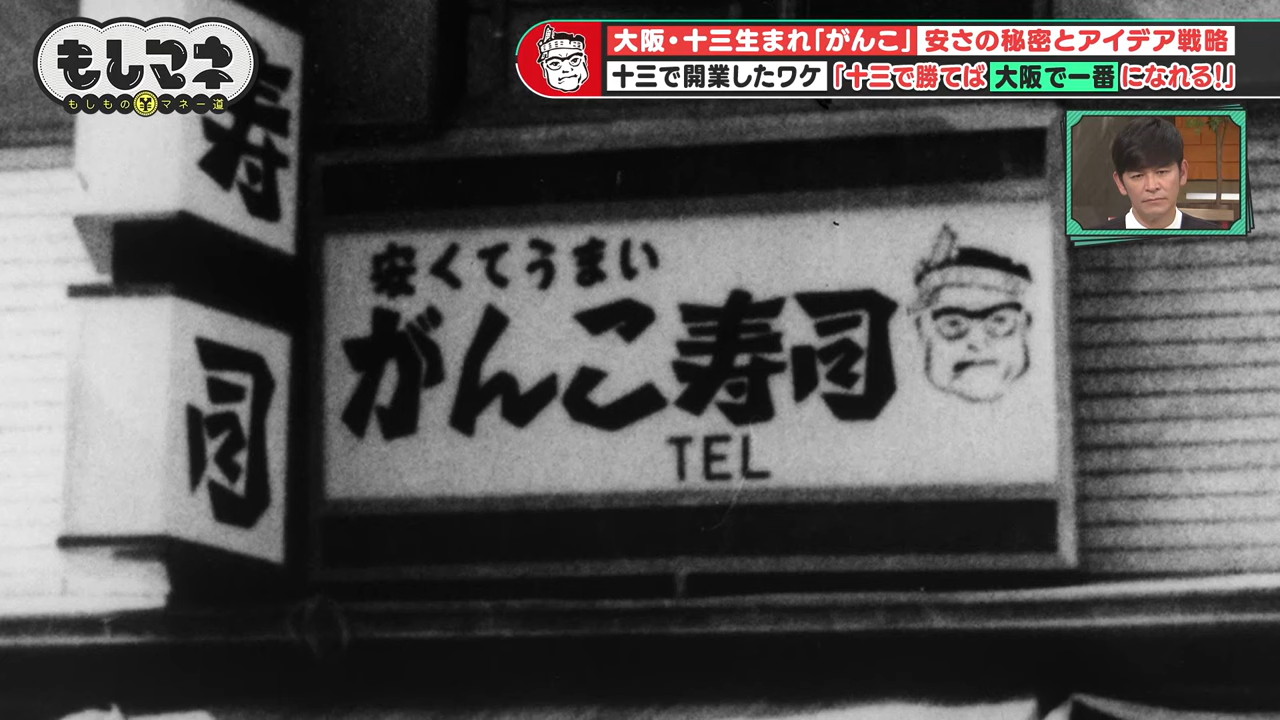 もしマネ
もしもの¥マネー道
大阪・十三生まれ「がんこ」 安さの秘密とアイデア戦略
十三で開業したワケ 「十三で勝てば 大阪で一番 になれる!」
寿
司
安くてうまい
がんこ寿司
TEL